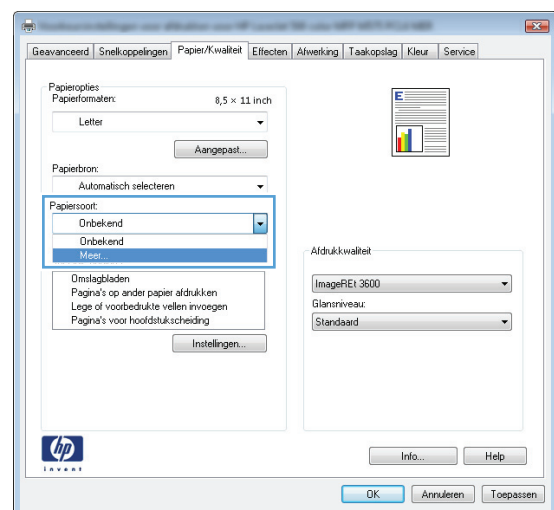 Geavanceerd Snelkoppelingen Papier/Kwaliteit Effecten Afwerking Taakopslag Kleur Service
Papieropties
Papierformaten: 8,5 × 11 inch
Letter
Aangepast...
Papierbron:
Automatisch selecteren
Papiersoort:
Onbekend
Onbekend
Meer...
Omslagbladen
Pagina's op ander papier afdrukken
Lege of voorbedrukte vellen invoegen
Pagina's voor hoofdstukscheiding
Instellingen...
E
Afdrukkwaliteit
ImageREt 3600
Glansniveau:
Standaard
hp
invent
Info... Help
OK Annuleren Toepassen